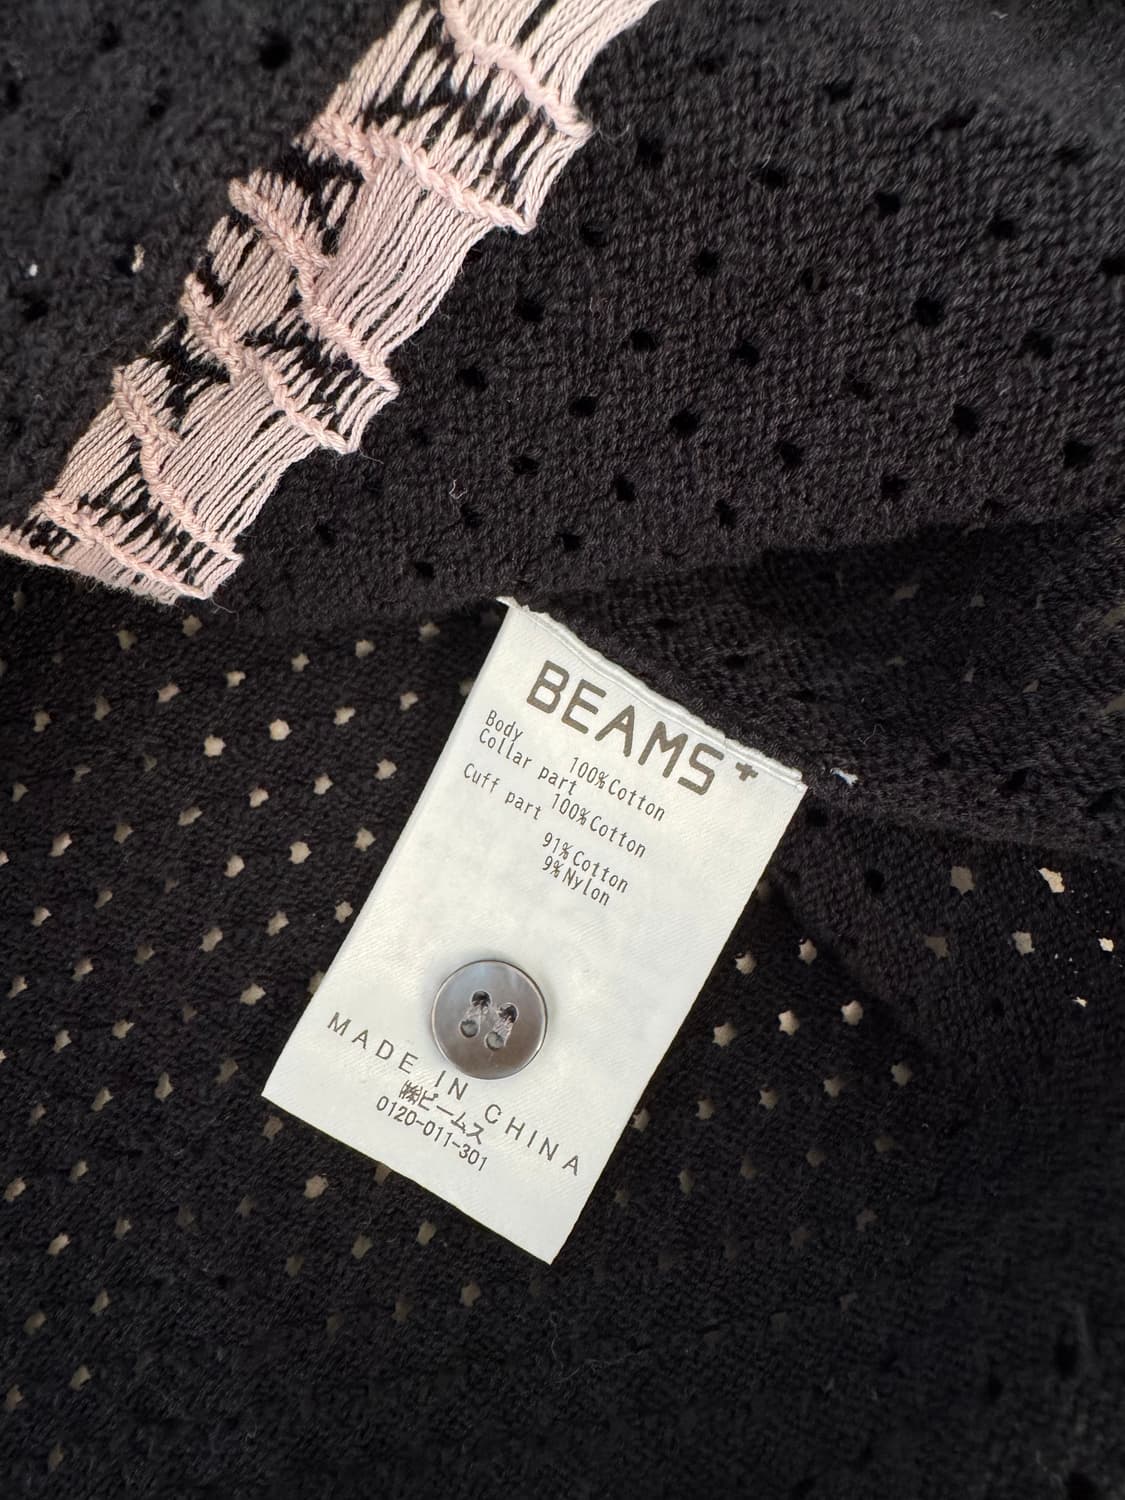 BEAMS+
Body
100%Cotton
Collar part
100%Cotton
Cuff part
91%Cotton
9%Nylon
MADE IN CHINA
㈱ビームス
0120-011-301